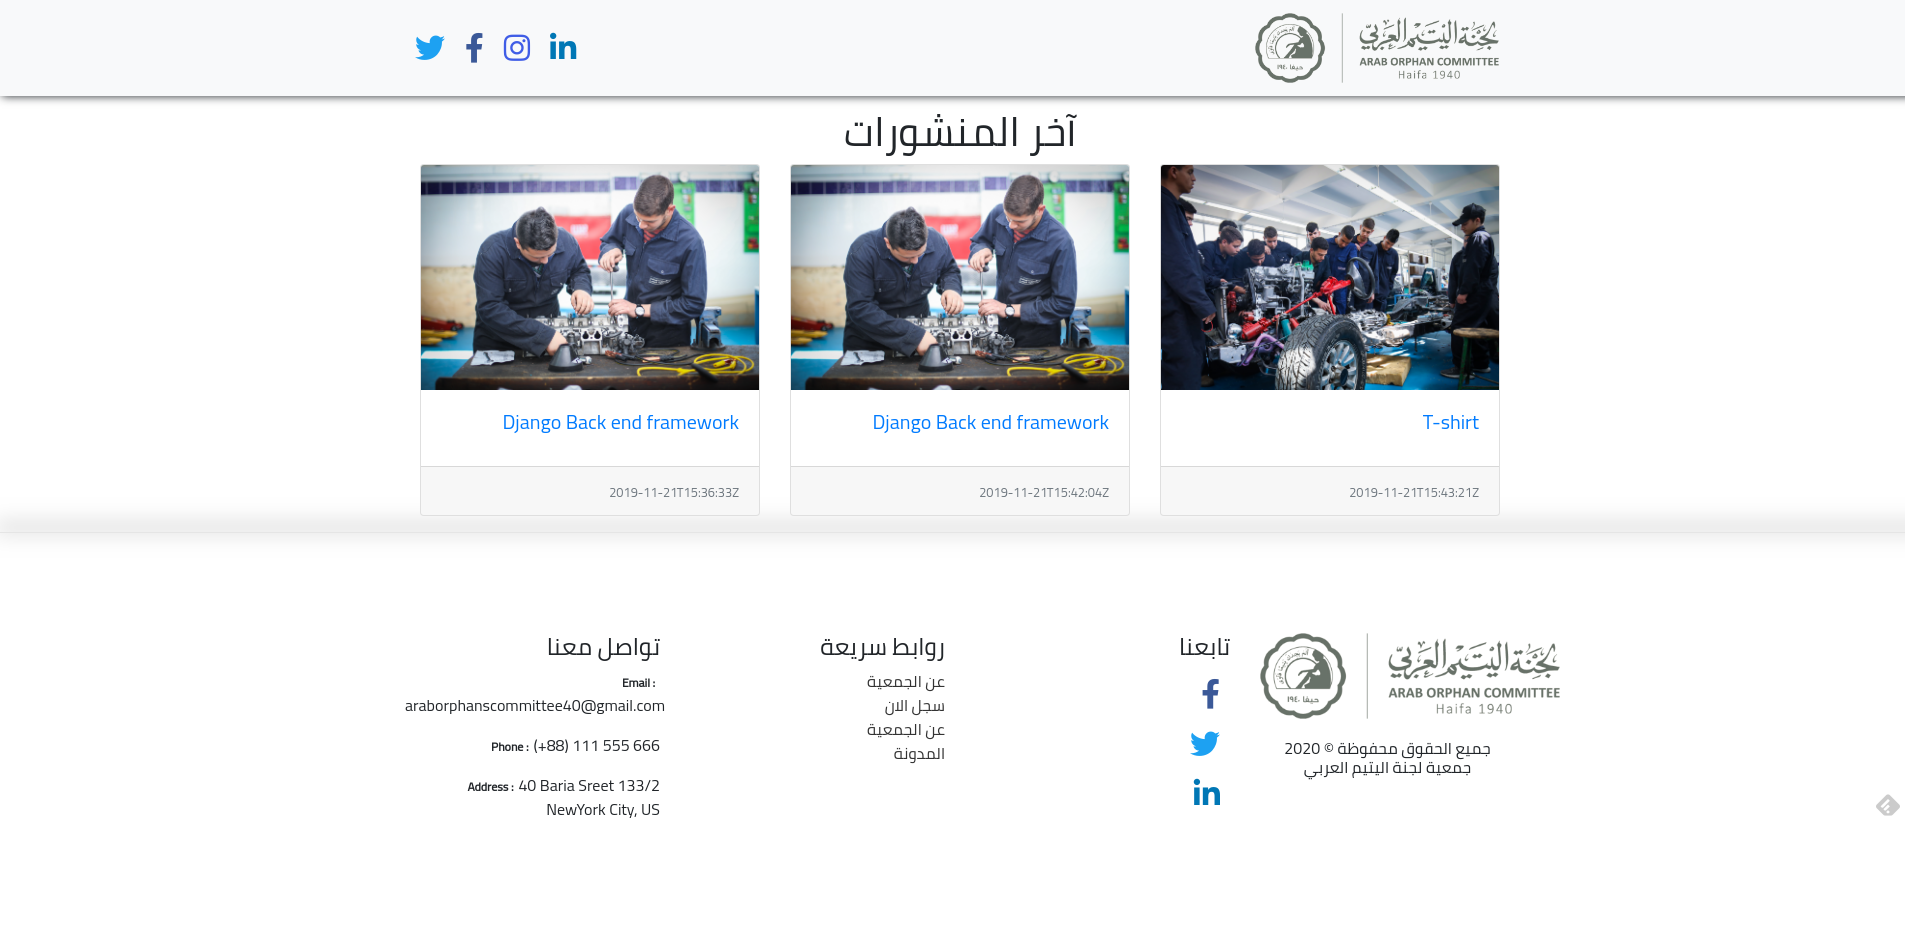 لجنة اليتيم العربي
ARAB ORPHAN COMMITTEE
Haifa 1940
حيفا ١٩٤٠
آخر المنشورات
T-shirt
2019-11-21T15:43:21Z
Django Back end framework
2019-11-21T15:42:04Z
Django Back end framework
2019-11-21T15:36:33Z
لجنة اليتيم العربي
ARAB ORPHAN COMMITTEE
Haifa 1940
حيفا ١٩٤٠
جميع الحقوق محفوظة © 2020
جمعية لجنة اليتيم العربي
تابعنا
روابط سريعة
عن الجمعية
سجل الان
عن الجمعية
المدونة
تواصل معنا
Email :
araborphanscommittee40@gmail.com
Phone : (+88) 111 555 666
Address : 40 Baria Sreet 133/2
NewYork City, US